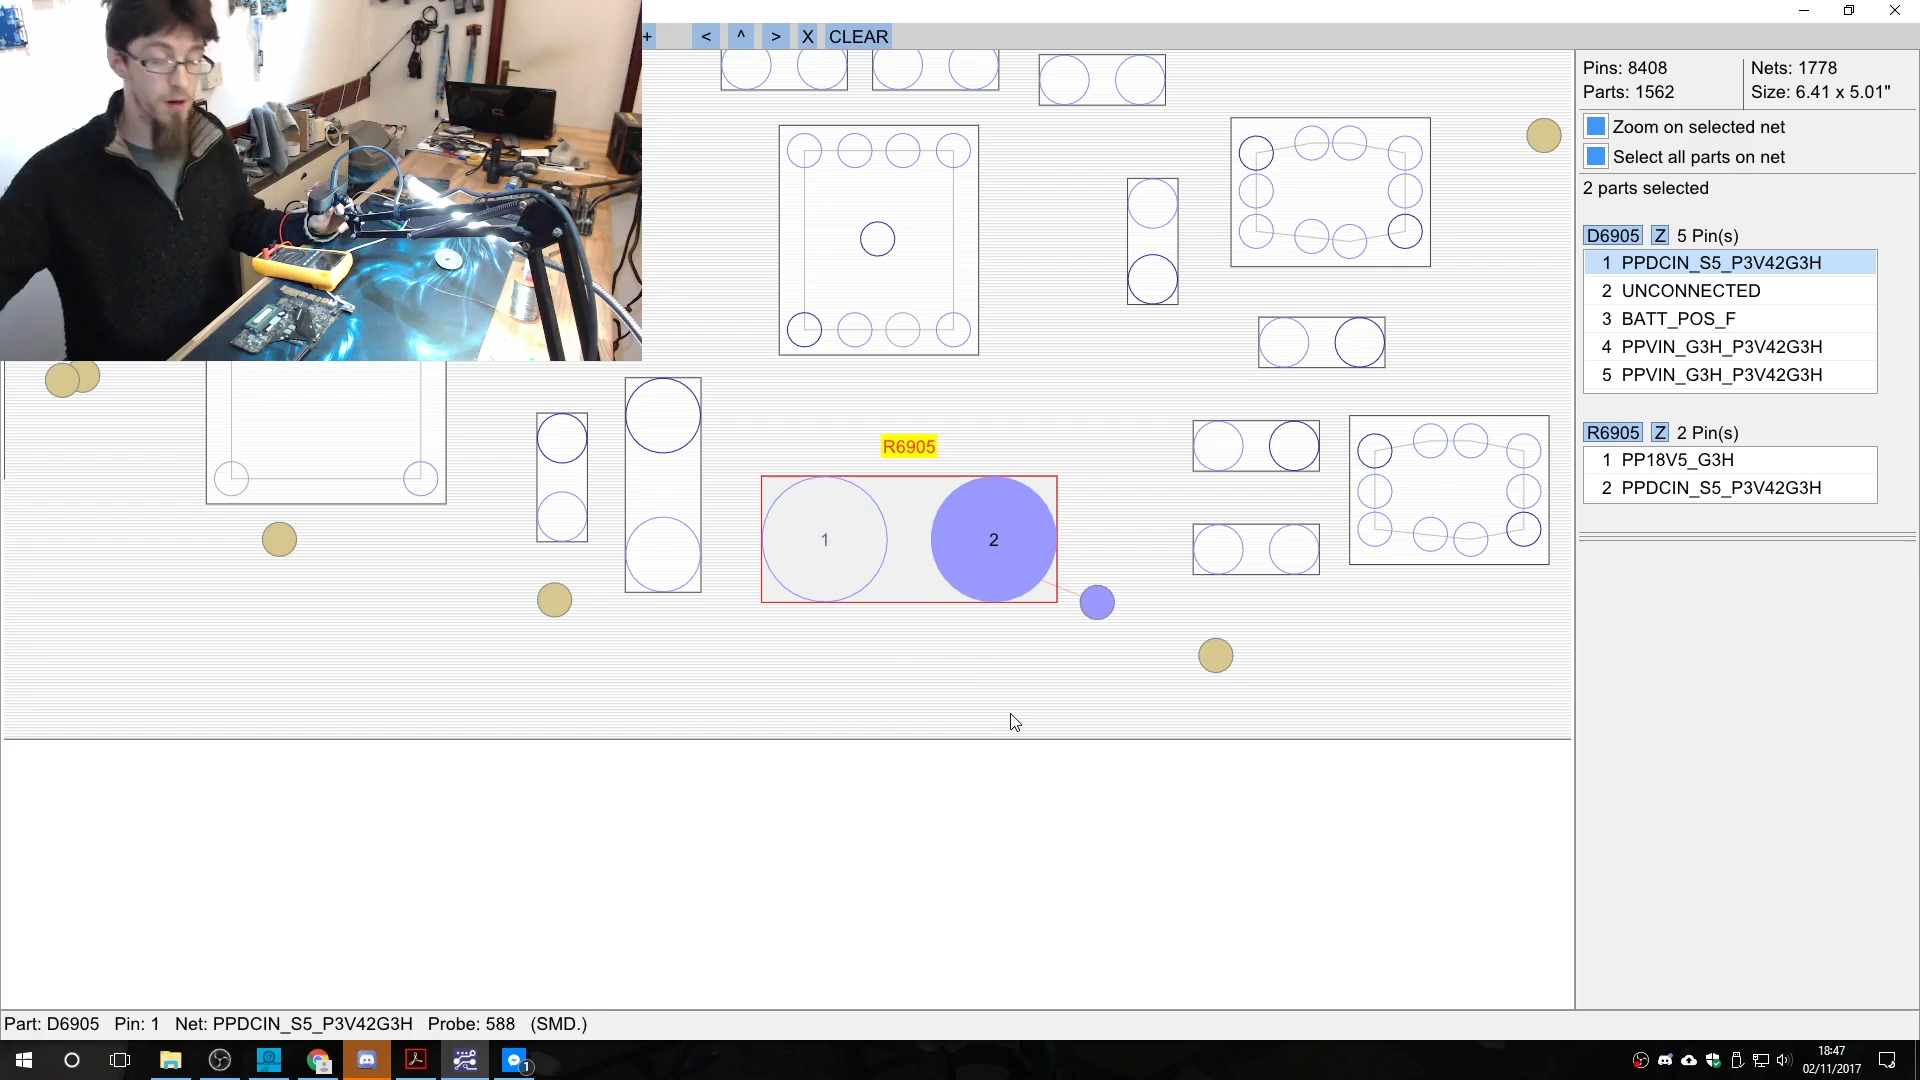 + < ^ > X CLEAR
Pins: 8408 Nets: 1778
Parts: 1562 Size: 6.41 x 5.01"
Zoom on selected net
Select all parts on net
2 parts selected
D6905 Z 5 Pin(s)
1 PPDCIN_S5_P3V42G3H
2 UNCONNECTED
3 BATT_POS_F
4 PPVIN_G3H_P3V42G3H
5 PPVIN_G3H_P3V42G3H
R6905 Z 2 Pin(s)
1 PP18V5_G3H
2 PPDCIN_S5_P3V42G3H
R6905
1 2
Part: D6905 Pin: 1 Net: PPDCIN_S5_P3V42G3H Probe: 588 (SMD.)
1
18:47
02/11/2017